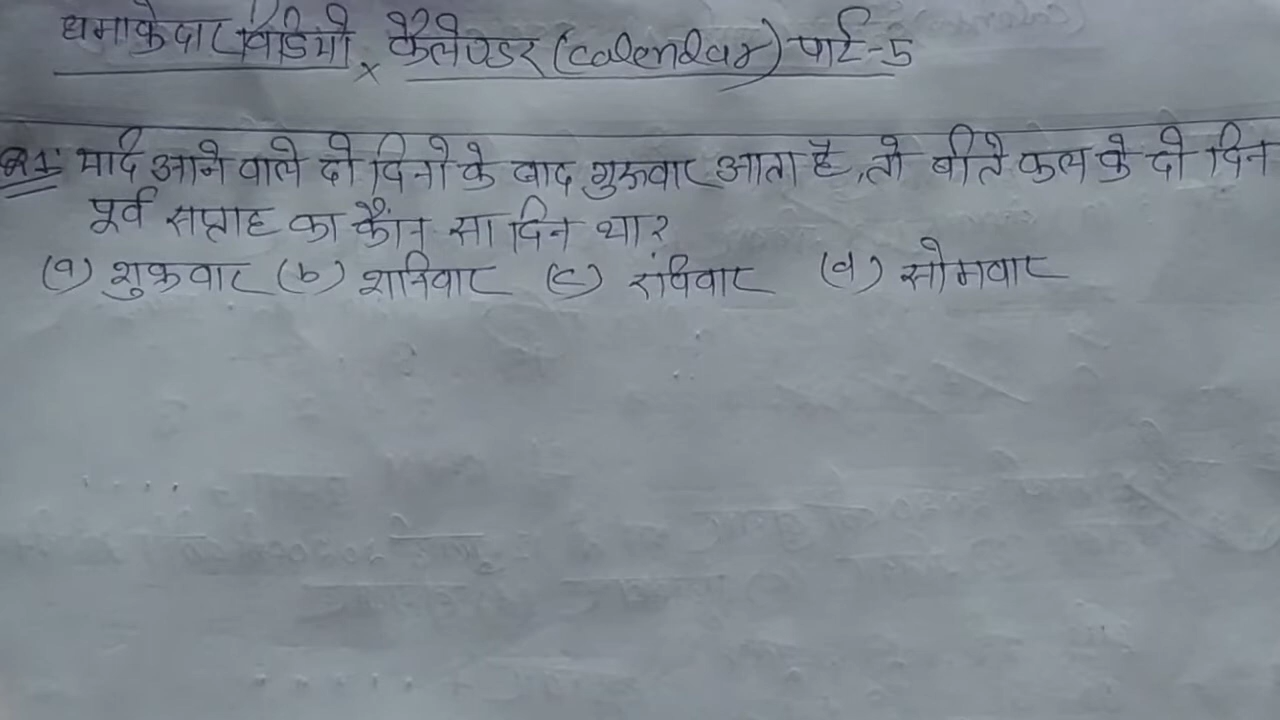 धमाकेदार विडियो × कैलेण्डर (Calendar) पार्ट-5
Q1: यदि आने वाले दो दिनो के बाद गुरुवार आता है, तो बीते कल के दो दिन
पूर्व सप्ताह का कौन सा दिन था?
(a) शुक्रवार (b) शनिवार (c) रविवार (d) सोमवार